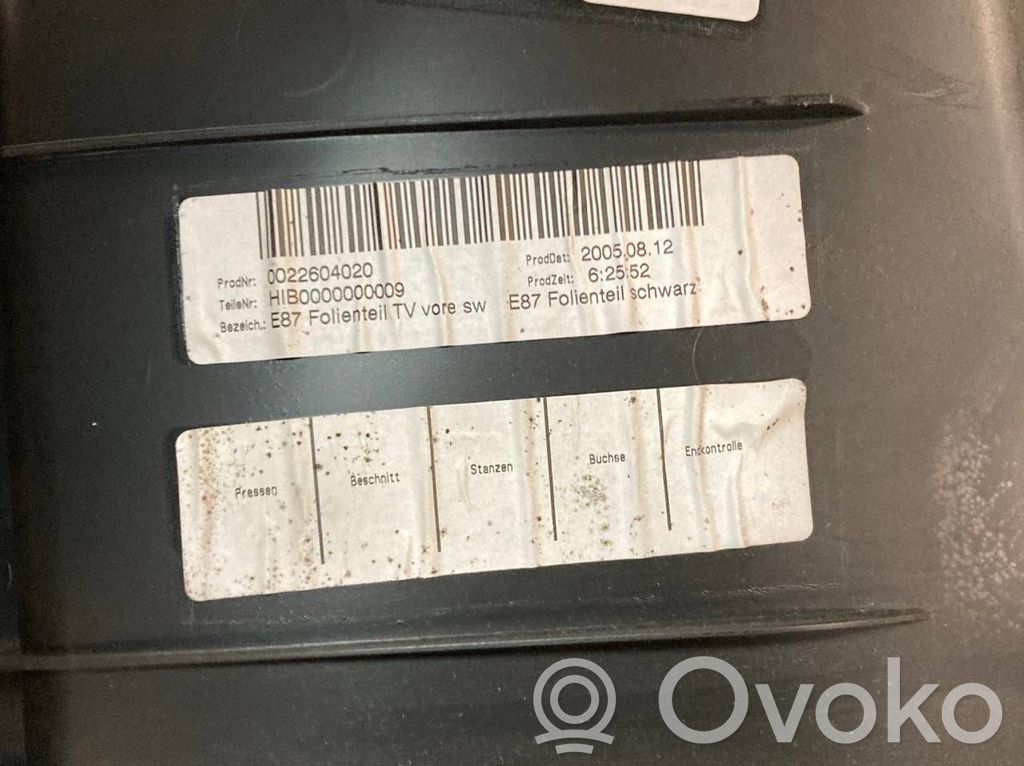 ProdNr: 0022604020 ProdDat: 2005.08.12
TeileNr: HIB0000000009 ProdZeit: 6:25:52
Bezeich.: E87 Folienteil TV vore sw E87 Folienteil schwarz
Pressen Beschnitt Stanzen Buchse Endkontrolle
Ovoko